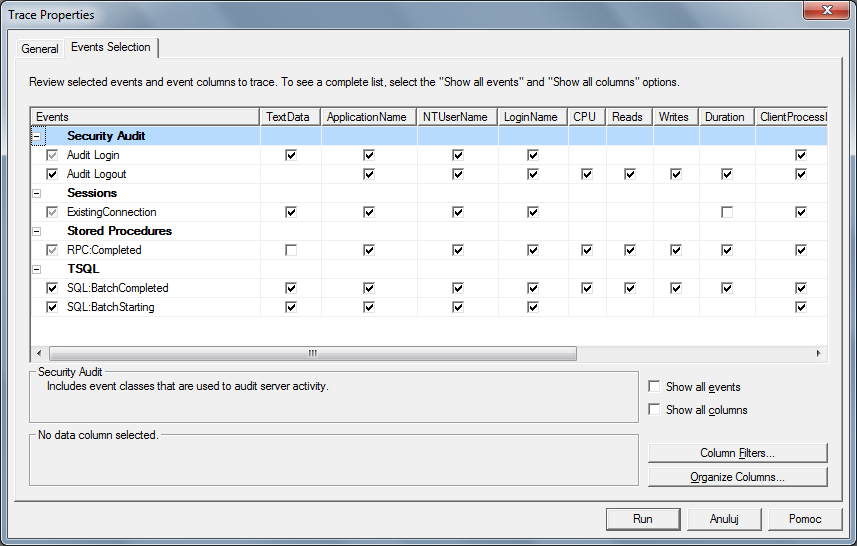 Trace Properties
General
Events Selection
Review selected events and event columns to trace. To see a complete list, select the "Show all events" and "Show all columns" options.
Events TextData ApplicationName NTUserName LoginName CPU Reads Writes Duration ClientProcessI
Security Audit
Audit Login
Audit Logout
Sessions
ExistingConnection
Stored Procedures
RPC:Completed
TSQL
SQL:BatchCompleted
SQL:BatchStarting
Security Audit
Includes event classes that are used to audit server activity.
Show all events
Show all columns
No data column selected.
Column Filters...
Organize Columns...
Run
Anuluj
Pomoc